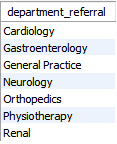 department_referral
Cardiology
Gastroenterology
General Practice
Neurology
Orthopedics
Physiotherapy
Renal